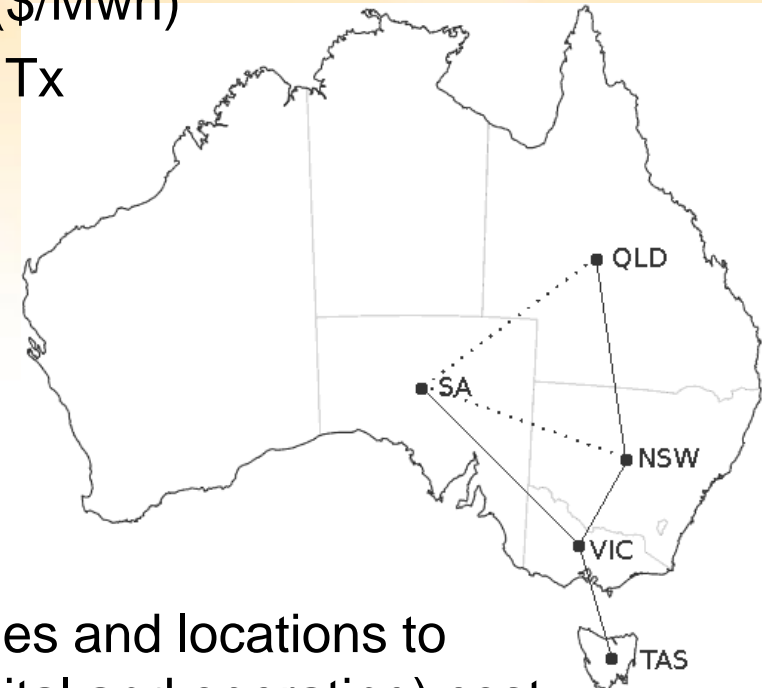 ($/Mwh)
Tx
QLD
SA
NSW
VIC
es and locations to
ital and operating) cost
TAS